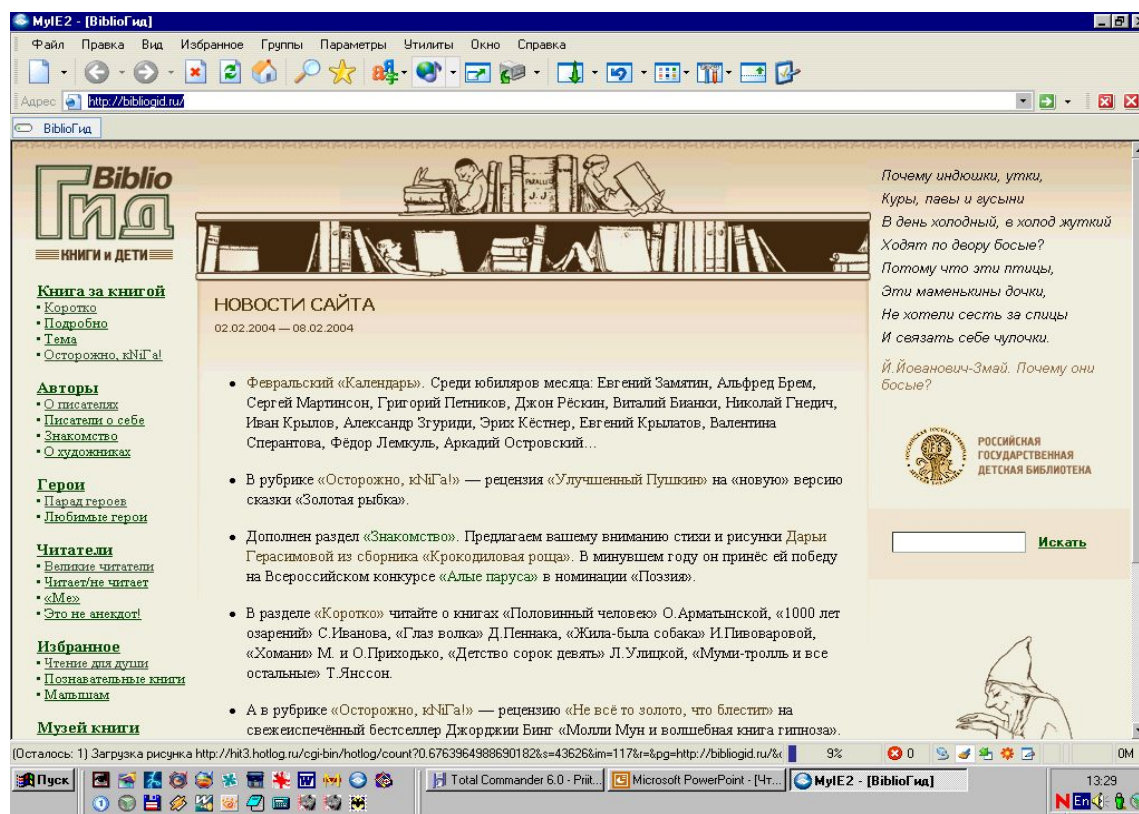 MyIE2 - [BiblioГид]
Файл Правка Вид Избранное Группы Параметры Утилиты Окно Справка
Адрес http://bibliogid.ru/
BiblioГид
Biblio
Гид
КНИГИ и ДЕТИ
Книга за книгой
• Коротко
• Подробно
• Тема
• Осторожно, кNiГа!
Авторы
• О писателях
• Писатели о себе
• Знакомство
• О художниках
Герои
• Парад героев
• Любимые герои
Читатели
• Великие читатели
• Читает/не читает
• «Ме»
• Это не анекдот!
Избранное
• Чтение для души
• Познавательные книги
• Малышам
Музей книги
НОВОСТИ САЙТА
02.02.2004 — 08.02.2004
• Февральский «Календарь». Среди юбиляров месяца: Евгений Замятин, Альфред Брем,
Сергей Мартинсон, Григорий Петников, Джон Рёскин, Виталий Бианки, Николай Гнедич,
Иван Крылов, Александр Згуриди, Эрих Кёстнер, Евгений Крылатов, Валентина
Сперантова, Фёдор Лемкуль, Аркадий Островский…
• В рубрике «Осторожно, кNiГа!» — рецензия «Улучшенный Пушкин» на «новую» версию
сказки «Золотая рыбка».
• Дополнен раздел «Знакомство». Предлагаем вашему вниманию стихи и рисунки Дарьи
Герасимовой из сборника «Крокодиловая роща». В минувшем году он принёс ей победу
на Всероссийском конкурсе «Алые паруса» в номинации «Поэзия».
• В разделе «Коротко» читайте о книгах «Половинный человек» О.Арматынской, «1000 лет
озарений» С.Иванова, «Глаз волка» Д.Пеннака, «Жила-была собака» И.Пивоваровой,
«Хомани» М. и О.Приходько, «Детство сорок девять» Л.Улицкой, «Муми-тролль и все
остальные» Т.Янссон.
• А в рубрике «Осторожно, кNiГа!» — рецензию «Не всё то золото, что блестит» на
свежеиспечённый бестселлер Джорджии Бинг «Молли Мун и волшебная книга гипноза».
Почему индюшки, утки,
Куры, павы и гусыни
В день холодный, в холод жуткий
Ходят по двору босые?
Потому что эти птицы,
Эти маменькины дочки,
Не хотели сесть за спицы
И связать себе чулочки.
Й.Йованович-Змай. Почему они
босые?
РОССИЙСКАЯ
ГОСУДАРСТВЕННАЯ
ДЕТСКАЯ БИБЛИОТЕКА
Искать
(Осталось: 1) Загрузка рисунка http://hit3.hotlog.ru/cgi-bin/hotlog/count?0.6763964988690182&s=43626&im=117&r=&pg=http://bibliogid.ru/&c 9% 0 0M
Пуск Total Commander 6.0 - Priit... Microsoft PowerPoint - [Чт... MyIE2 - [BiblioГид] 13:29
En